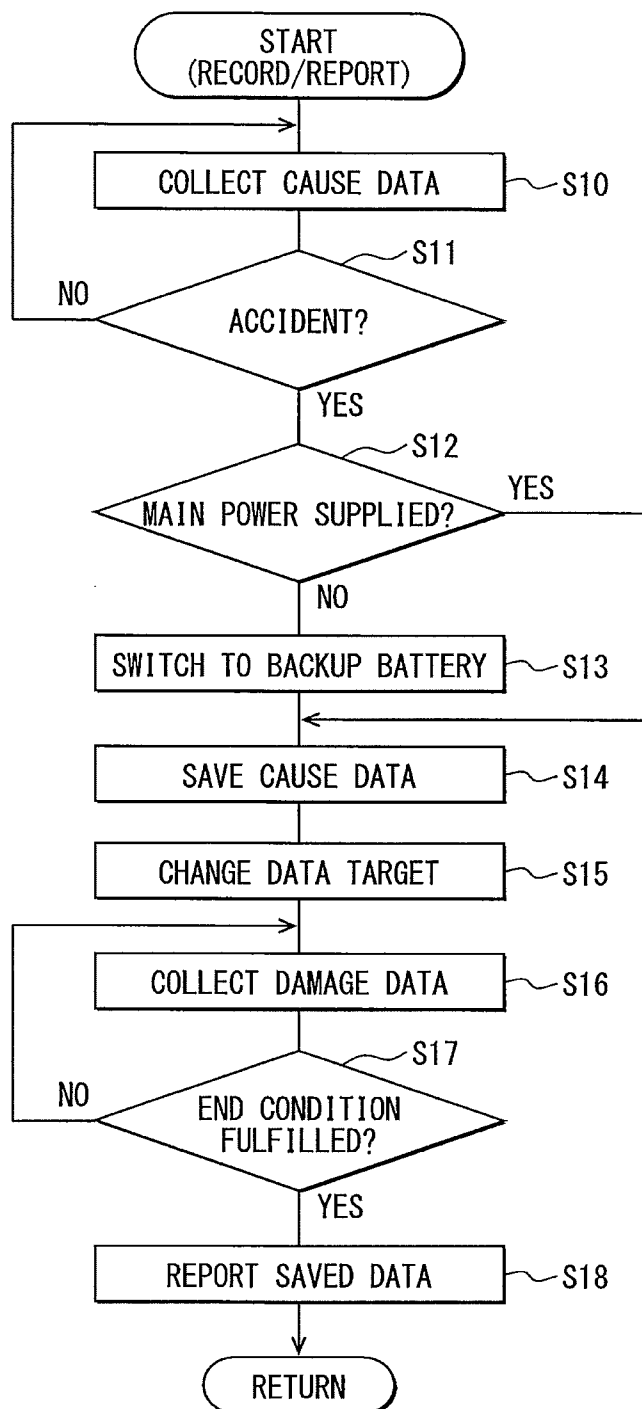 START
(RECORD/REPORT)
COLLECT CAUSE DATA
S10
S11
NO
ACCIDENT?
YES
S12
YES
MAIN POWER SUPPLIED?
NO
SWITCH TO BACKUP BATTERY
S13
SAVE CAUSE DATA
S14
CHANGE DATA TARGET
S15
COLLECT DAMAGE DATA
S16
S17
NO
END CONDITION
FULFILLED?
YES
REPORT SAVED DATA
S18
RETURN